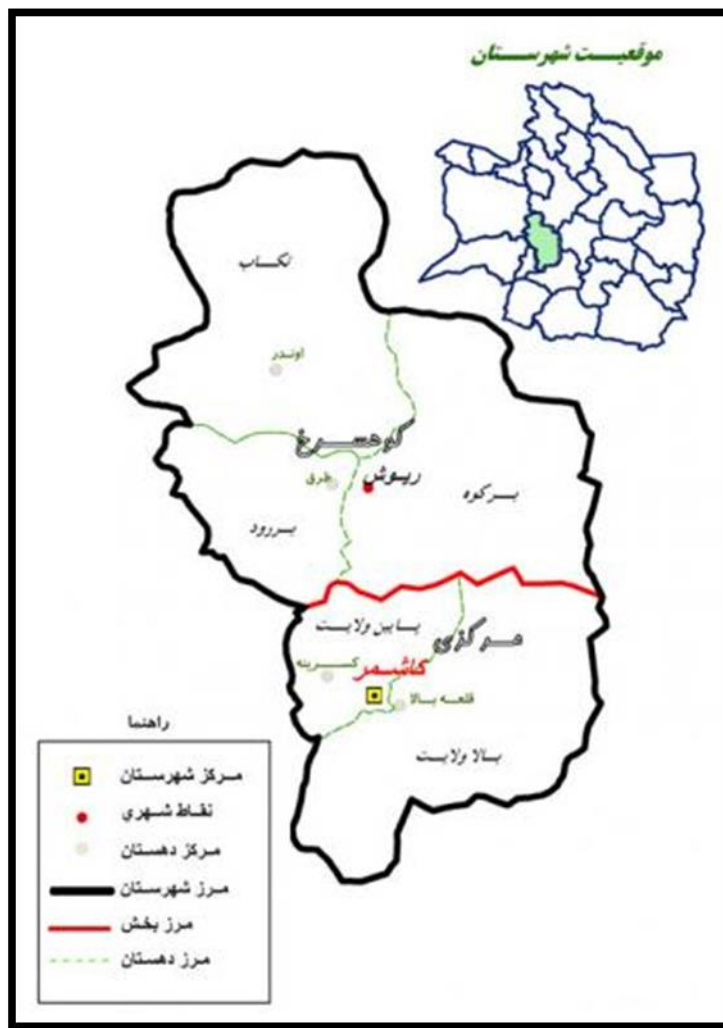 موقعیت شهرستان
تکاب
اوندر
کوهسرخ
ریوش
طرق
برکوه
بررود
پایین ولایت
مرکزی
کسرینه
کاشمر
قلعه بالا
بالا ولایت
راهنما
مرکز شهرستان
نقاط شهری
مرکز دهستان
مرز شهرستان
مرز بخش
مرز دهستان